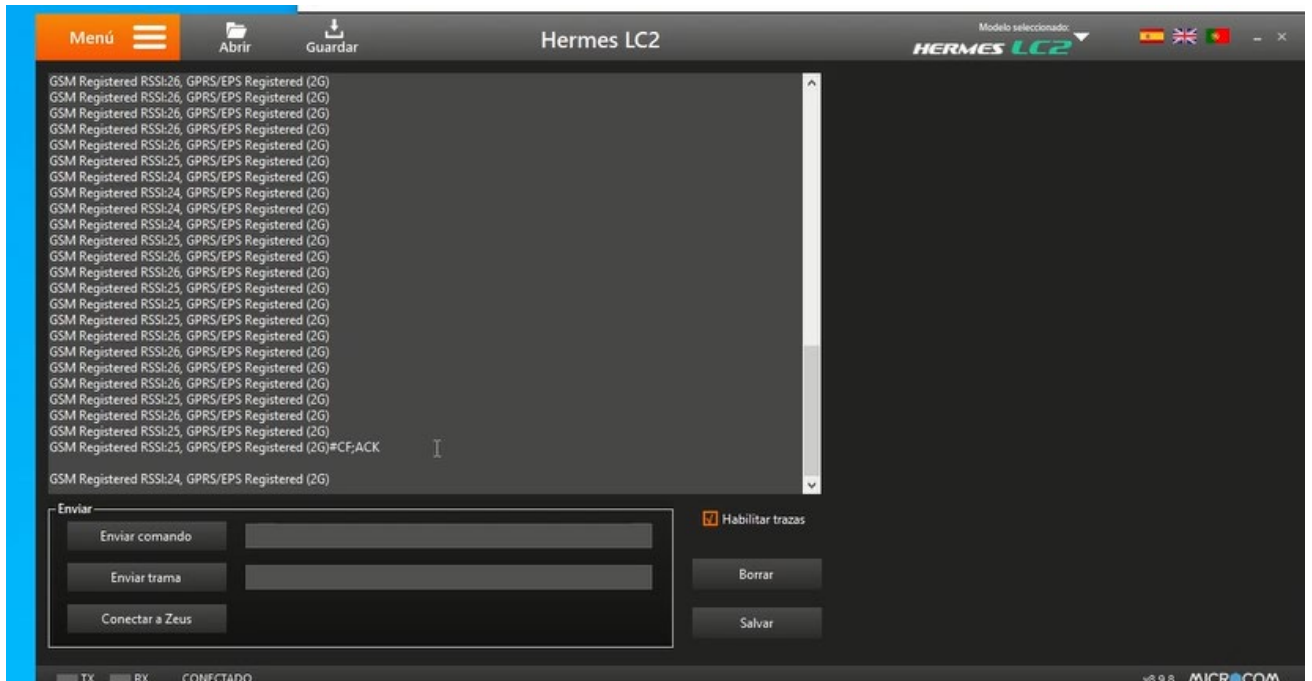 Menú
Abrir
Guardar
Hermes LC2
Modelo seleccionado:
HERMES LC2
GSM Registered RSSI:26, GPRS/EPS Registered (2G)
GSM Registered RSSI:26, GPRS/EPS Registered (2G)
GSM Registered RSSI:26, GPRS/EPS Registered (2G)
GSM Registered RSSI:26, GPRS/EPS Registered (2G)
GSM Registered RSSI:26, GPRS/EPS Registered (2G)
GSM Registered RSSI:25, GPRS/EPS Registered (2G)
GSM Registered RSSI:24, GPRS/EPS Registered (2G)
GSM Registered RSSI:24, GPRS/EPS Registered (2G)
GSM Registered RSSI:24, GPRS/EPS Registered (2G)
GSM Registered RSSI:24, GPRS/EPS Registered (2G)
GSM Registered RSSI:25, GPRS/EPS Registered (2G)
GSM Registered RSSI:26, GPRS/EPS Registered (2G)
GSM Registered RSSI:26, GPRS/EPS Registered (2G)
GSM Registered RSSI:25, GPRS/EPS Registered (2G)
GSM Registered RSSI:25, GPRS/EPS Registered (2G)
GSM Registered RSSI:25, GPRS/EPS Registered (2G)
GSM Registered RSSI:26, GPRS/EPS Registered (2G)
GSM Registered RSSI:26, GPRS/EPS Registered (2G)
GSM Registered RSSI:26, GPRS/EPS Registered (2G)
GSM Registered RSSI:26, GPRS/EPS Registered (2G)
GSM Registered RSSI:25, GPRS/EPS Registered (2G)
GSM Registered RSSI:26, GPRS/EPS Registered (2G)
GSM Registered RSSI:25, GPRS/EPS Registered (2G)
GSM Registered RSSI:25, GPRS/EPS Registered (2G)#CF;ACK
GSM Registered RSSI:24, GPRS/EPS Registered (2G)
Enviar
Enviar comando
Enviar trama
Conectar a Zeus
Habilitar trazas
Borrar
Salvar
TX RX CONECTADO
v8.9.8 MICROCOM